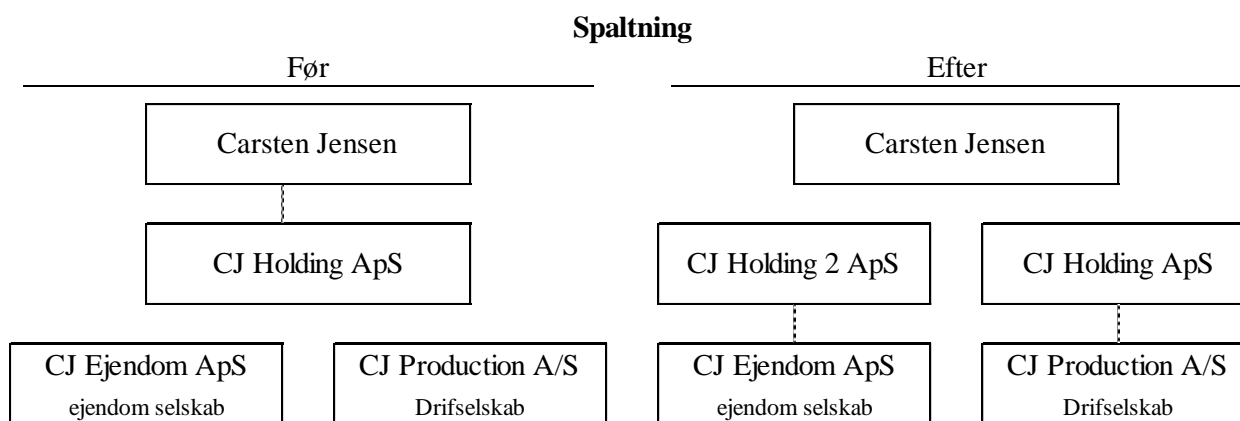 Spaltning
Før
Efter
Carsten Jensen
Carsten Jensen
CJ Holding ApS
CJ Holding 2 ApS
CJ Holding ApS
CJ Ejendom ApS
ejendom selskab
CJ Production A/S
Drifselskab
CJ Ejendom ApS
ejendom selskab
CJ Production A/S
Drifselskab